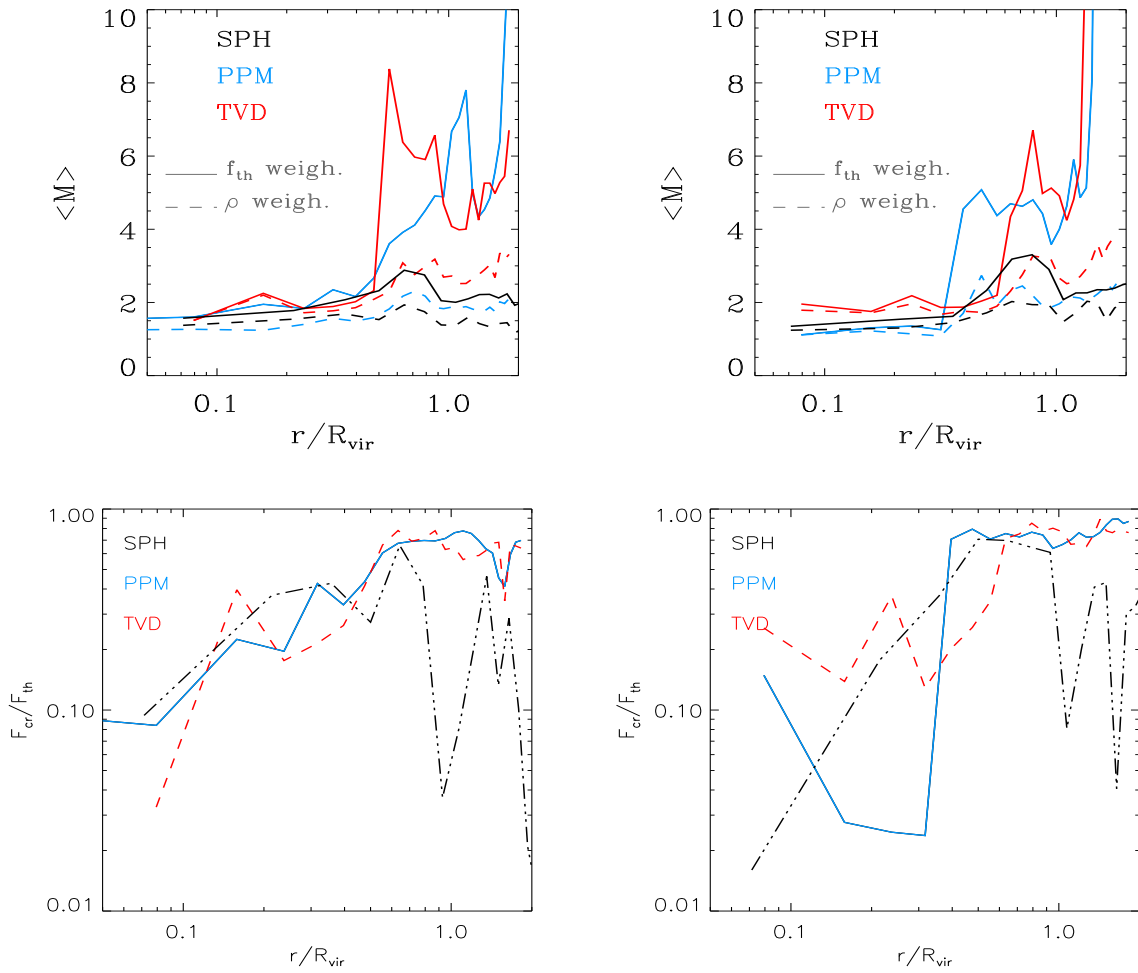 10
8
6
4
2
0
<M>
SPH
PPM
TVD
f_th weigh.
ρ weigh.
0.1
1.0
r/R_vir
10
8
6
4
2
0
<M>
SPH
PPM
TVD
f_th weigh.
ρ weigh.
0.1
1.0
r/R_vir
1.00
0.10
0.01
F_cr/F_th
SPH
PPM
TVD
0.1
1.0
r/R_vir
1.00
0.10
0.01
F_cr/F_th
SPH
PPM
TVD
0.1
1.0
r/R_vir